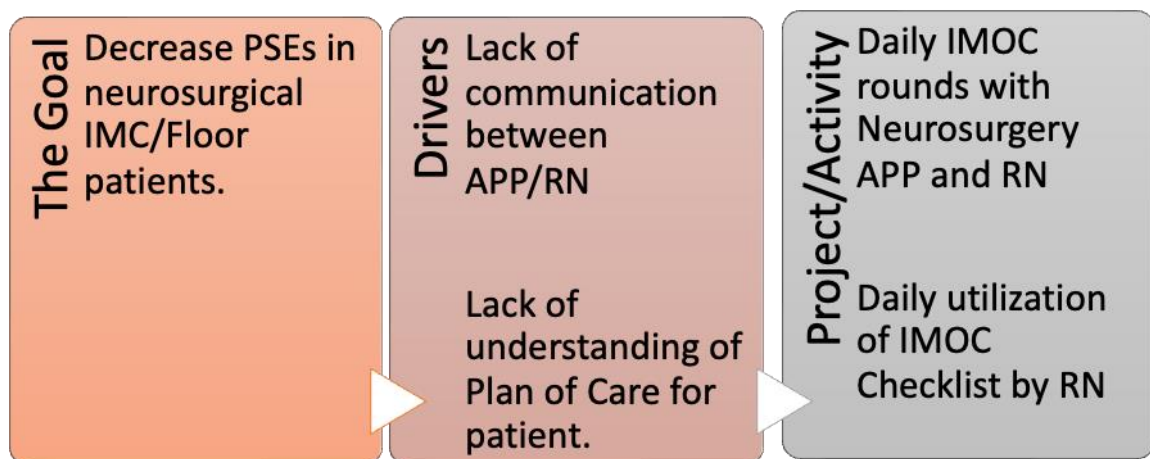 The Goal
Decrease PSEs in
neurosurgical
IMC/Floor
patients.
Drivers
Lack of
communication
between
APP/RN
Lack of
understanding of
Plan of Care for
patient.
Project/Activity
Daily IMOC
rounds with
Neurosurgery
APP and RN
Daily utilization
of IMOC
Checklist by RN